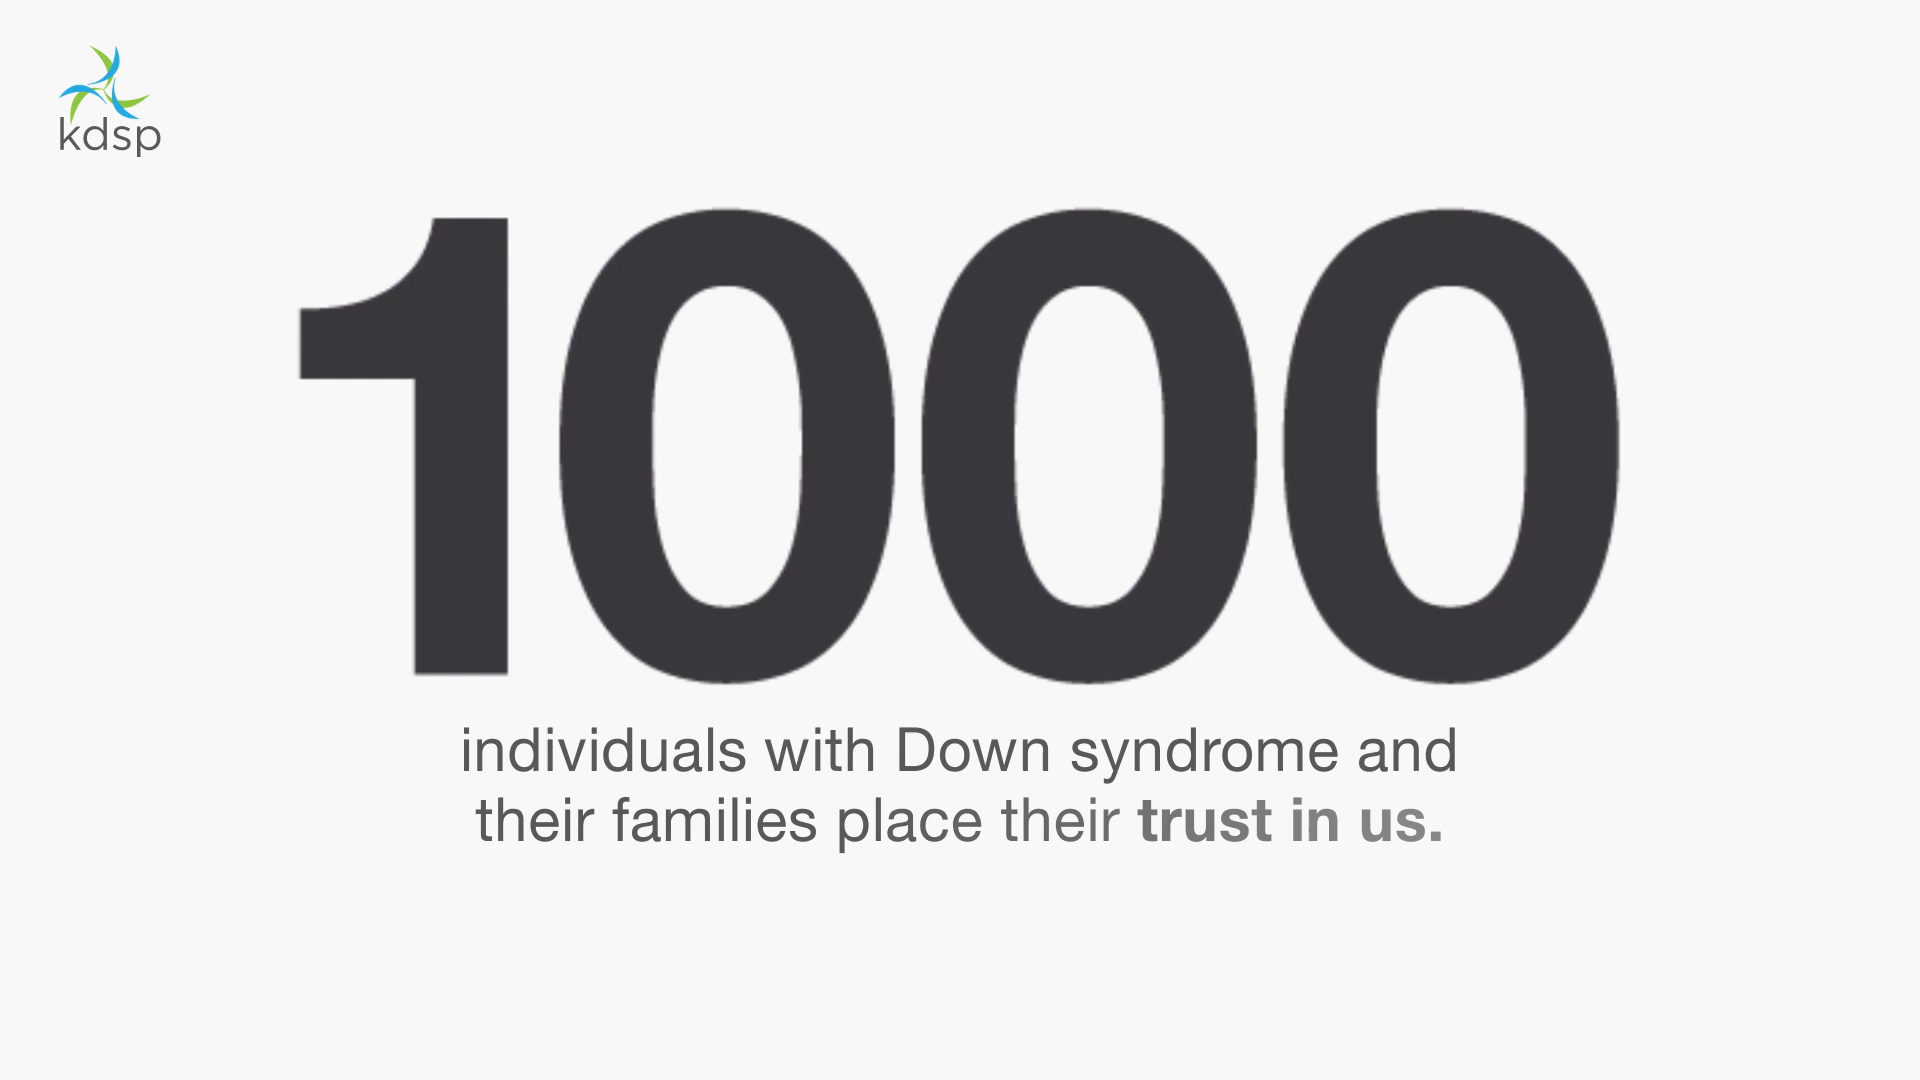 kdsp
1000
individuals with Down syndrome and
their families place their trust in us.